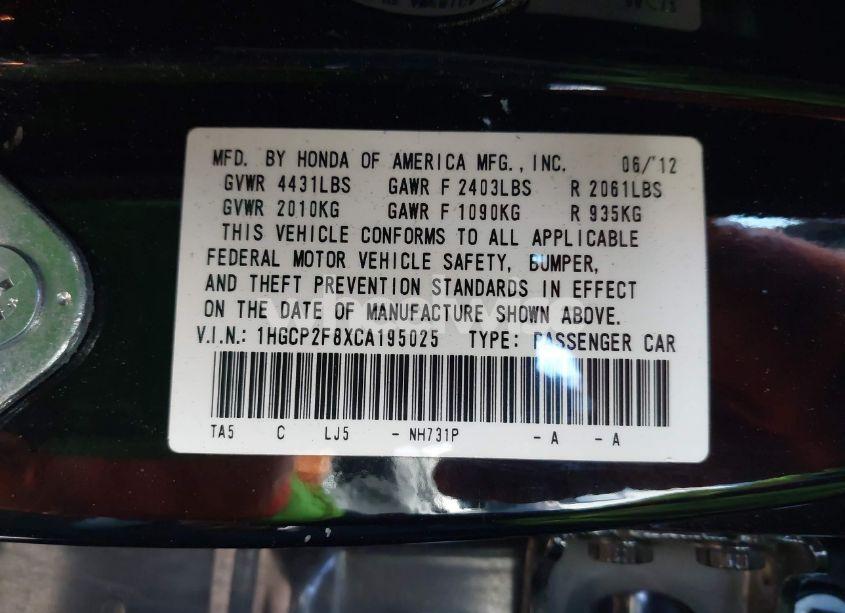 MFD. BY HONDA OF AMERICA MFG., INC. 06/'12
GVWR 4431LBS GAWR F 2403LBS R 2061LBS
GVWR 2010KG GAWR F 1090KG R 935KG
THIS VEHICLE CONFORMS TO ALL APPLICABLE
FEDERAL MOTOR VEHICLE SAFETY, BUMPER,
AND THEFT PREVENTION STANDARDS IN EFFECT
ON THE DATE OF MANUFACTURE SHOWN ABOVE.
V.I.N.: 1HGCP2F8XCA195025 TYPE: PASSENGER CAR
TA5 C LJ5 - NH731P - A - A